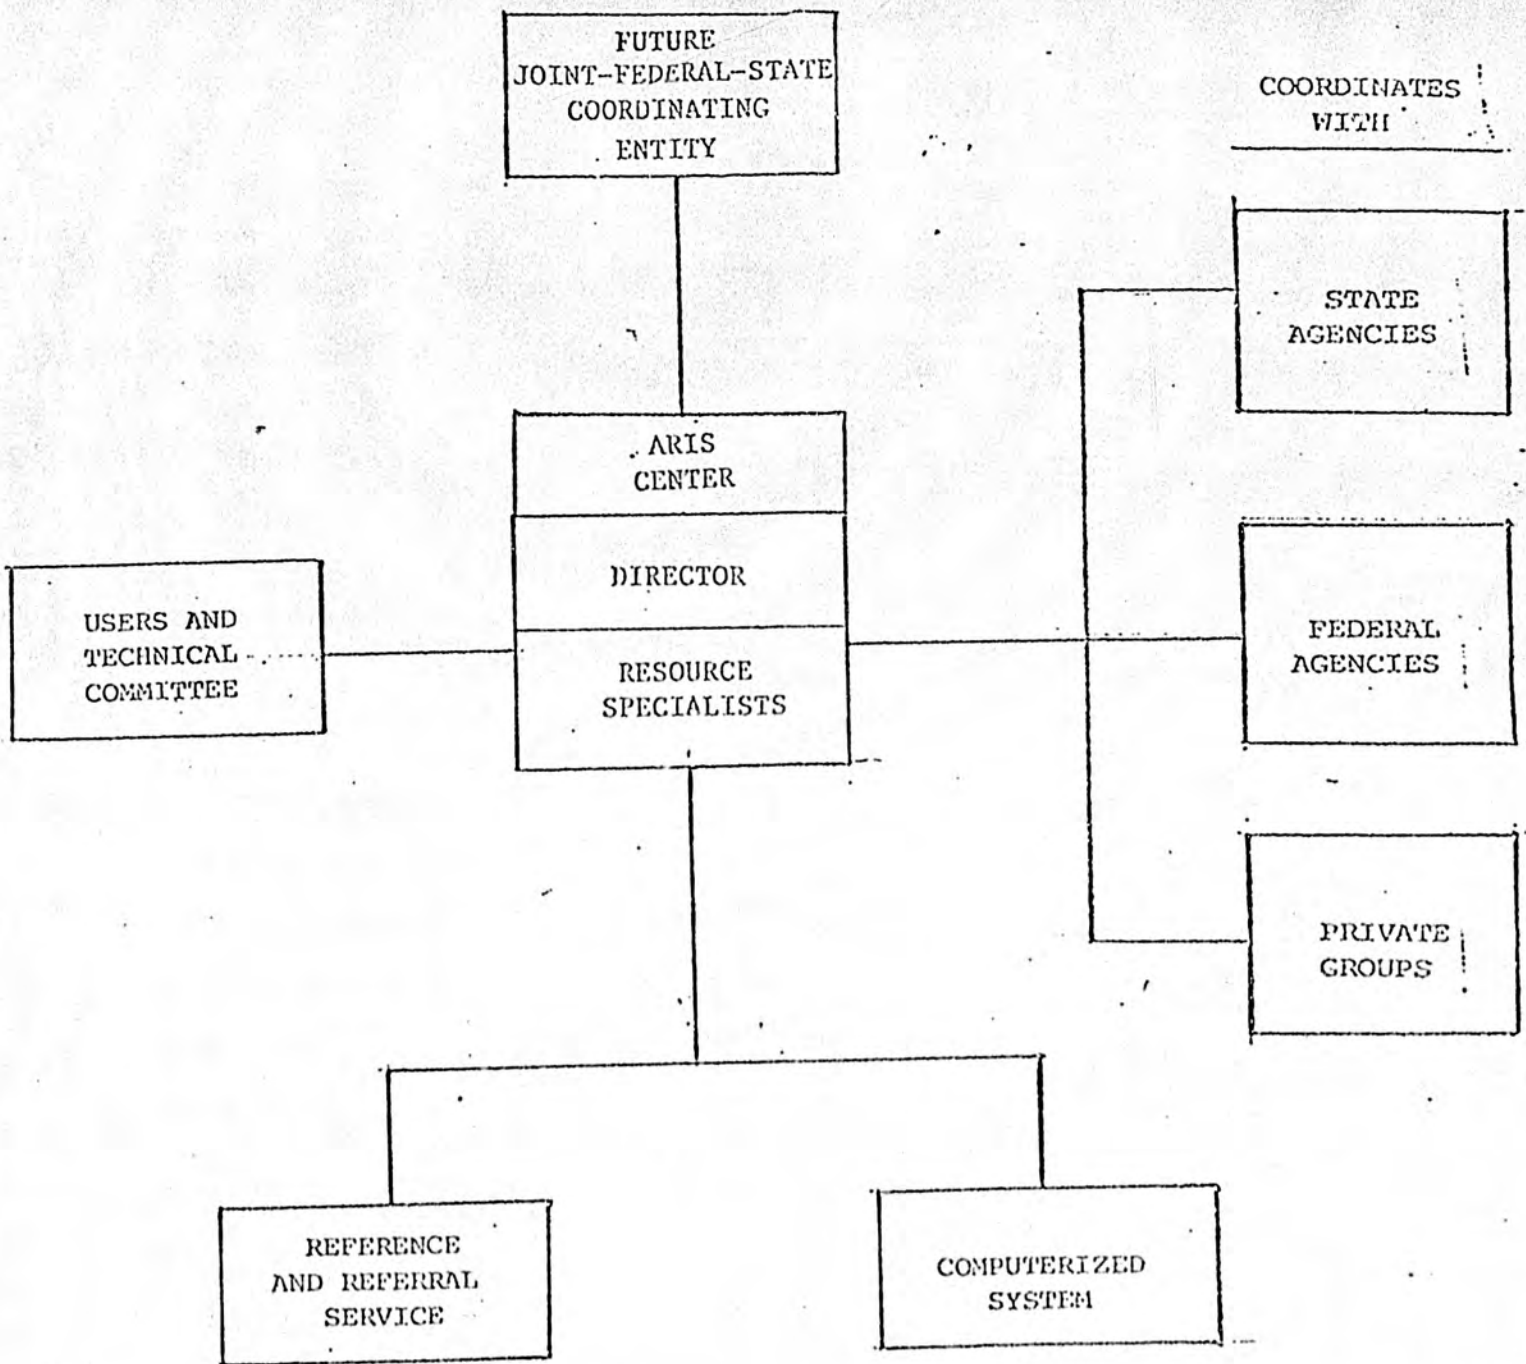 FUTURE
JOINT-FEDERAL-STATE
COORDINATING
ENTITY
COORDINATES
WITH
STATE
AGENCIES
ARIS
CENTER
DIRECTOR
RESOURCE
SPECIALISTS
USERS AND
TECHNICAL
COMMITTEE
FEDERAL
AGENCIES
PRIVATE
GROUPS
REFERENCE
AND REFERRAL
SERVICE
COMPUTERIZED
SYSTEM